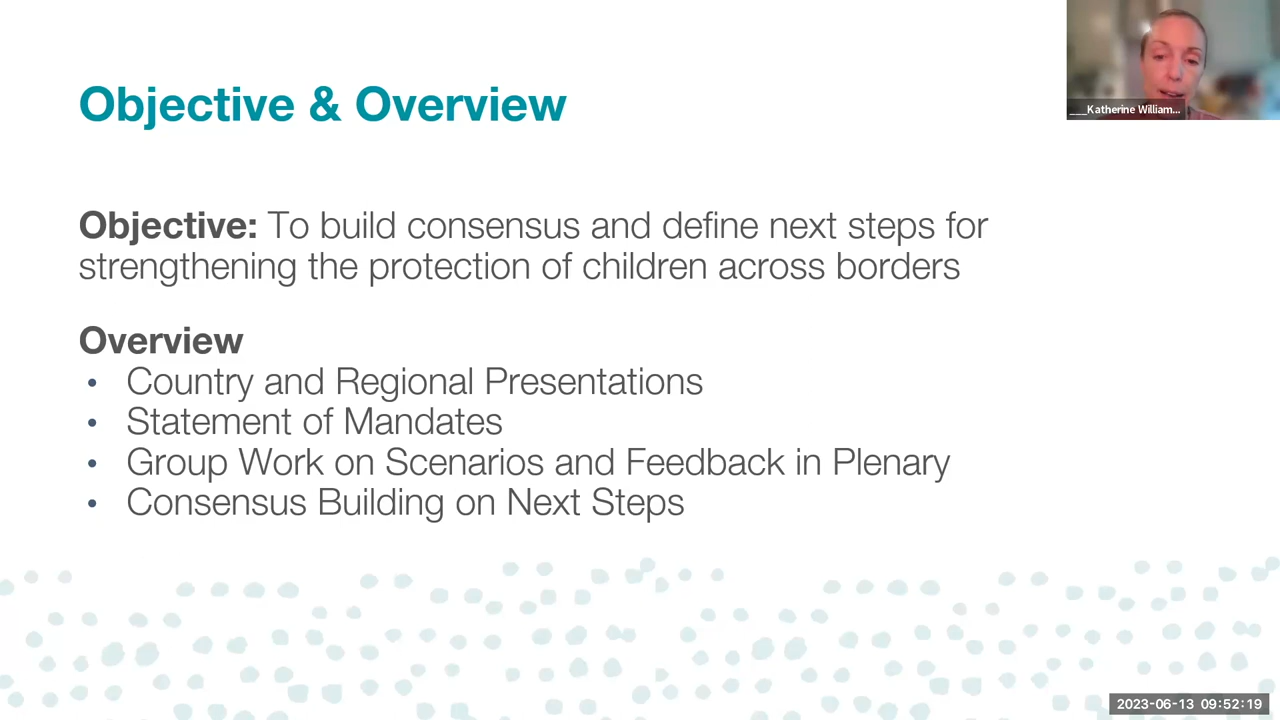 Objective & Overview
___Katherine William...
Objective: To build consensus and define next steps for
strengthening the protection of children across borders
Overview
• Country and Regional Presentations
• Statement of Mandates
• Group Work on Scenarios and Feedback in Plenary
• Consensus Building on Next Steps
2023-06-13 09:52:19